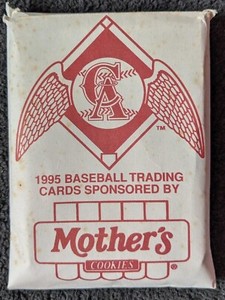 CA
TM
1995 BASEBALL TRADING
CARDS SPONSORED BY
Mother's
COOKIES
®